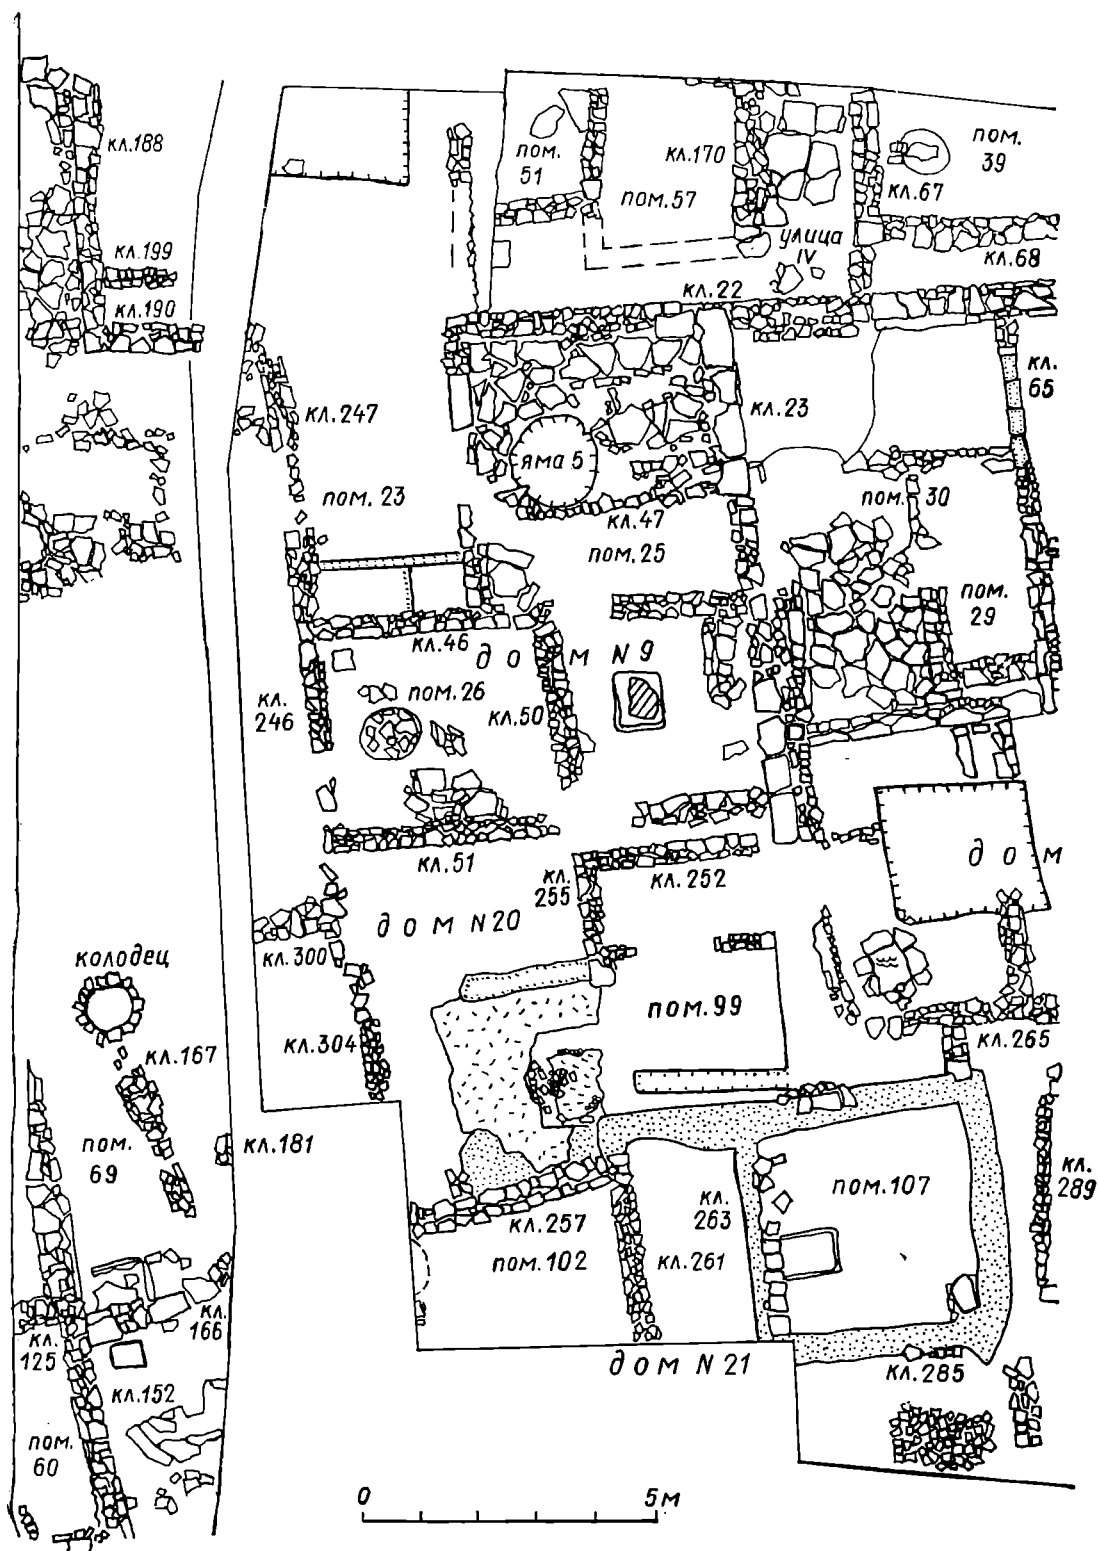 кл.188
пом.
51
кл.170
пом.57
пом.
39
кл.67
улица
IV
кл.68
кл.199
кл.190
кл.22
кл.
65
кл.247
кл.23
яма 5
пом.23
пом. 30
кл.47
пом.25
пом.
29
кл.46
дом N 9
кл.
246
пом.26
кл.50
дом
кл.51
кл.
255
кл.252
дом N20
колодец
кл.300
пом.99
кл.304
кл.265
кл.167
пом.
69
кл.181
кл.
289
пом.107
кл.
263
кл.257
пом.102
кл.261
кл.
166
кл.
125
дом N 21
кл.285
кл.152
пом.
60
0
5м